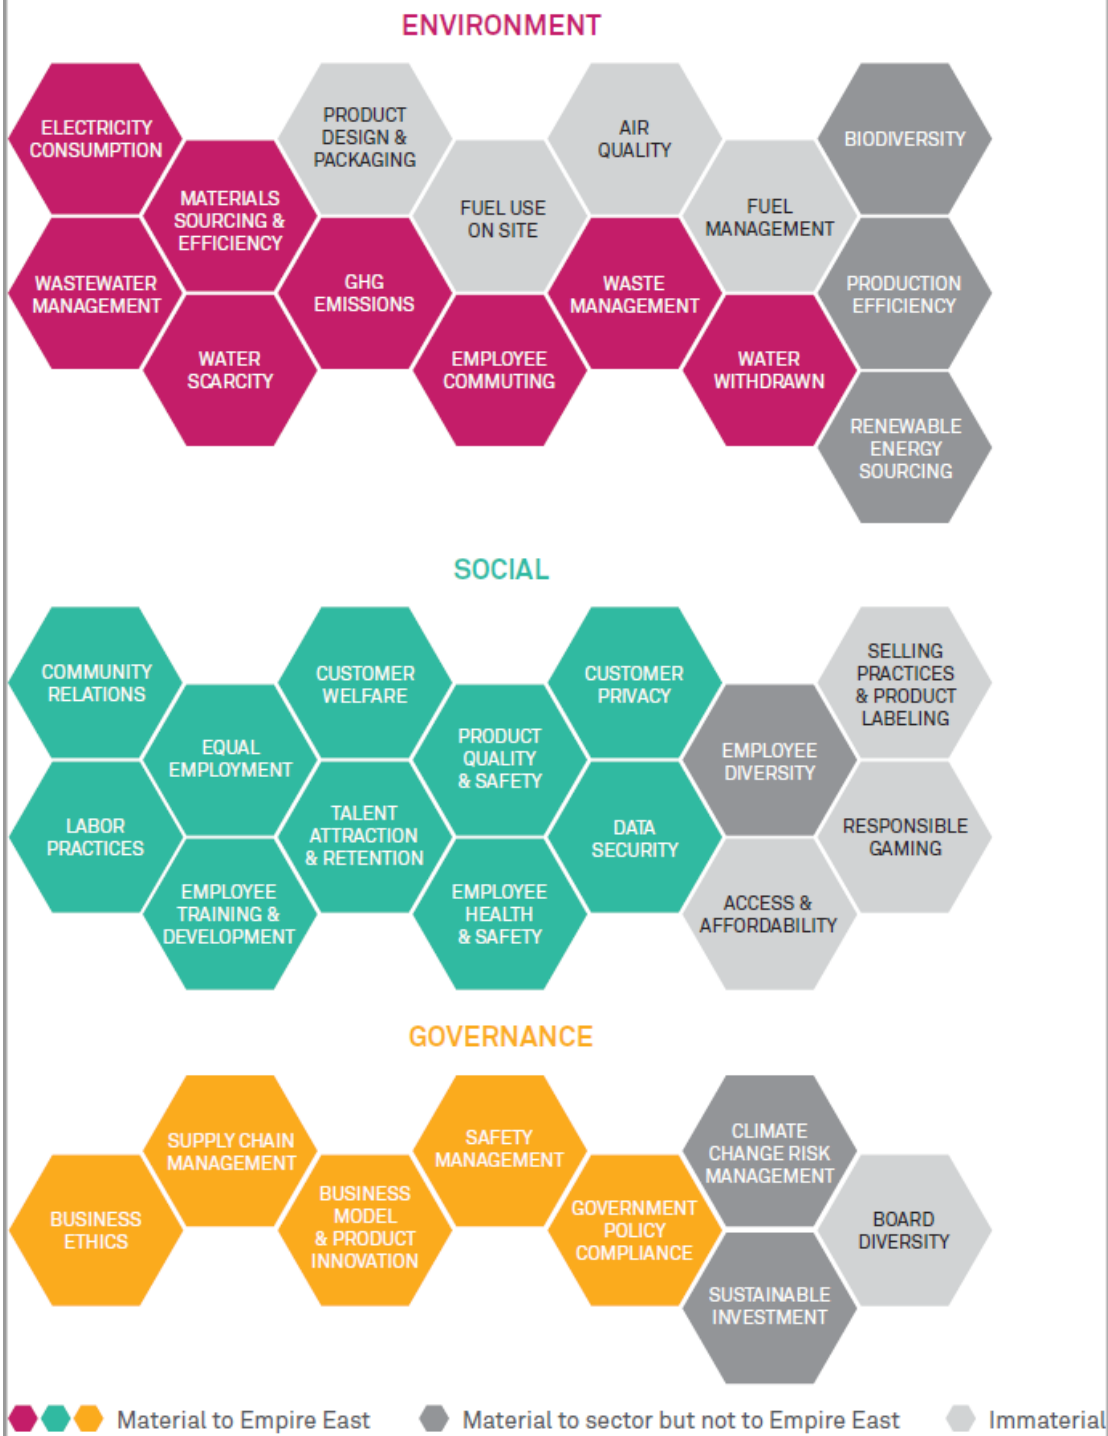 ENVIRONMENT
ELECTRICITY
CONSUMPTION
MATERIALS
SOURCING &
EFFICIENCY
PRODUCT
DESIGN &
PACKAGING
FUEL USE
ON SITE
AIR
QUALITY
FUEL
MANAGEMENT
BIODIVERSITY
WASTEWATER
MANAGEMENT
WATER
SCARCITY
GHG
EMISSIONS
EMPLOYEE
COMMUTING
WASTE
MANAGEMENT
WATER
WITHDRAWN
PRODUCTION
EFFICIENCY
RENEWABLE
ENERGY
SOURCING
SOCIAL
COMMUNITY
RELATIONS
EQUAL
EMPLOYMENT
CUSTOMER
WELFARE
PRODUCT
QUALITY
& SAFETY
CUSTOMER
PRIVACY
EMPLOYEE
DIVERSITY
SELLING
PRACTICES
& PRODUCT
LABELING
LABOR
PRACTICES
EMPLOYEE
TRAINING &
DEVELOPMENT
TALENT
ATTRACTION
& RETENTION
EMPLOYEE
HEALTH
& SAFETY
DATA
SECURITY
ACCESS &
AFFORDABILITY
RESPONSIBLE
GAMING
GOVERNANCE
BUSINESS
ETHICS
SUPPLY CHAIN
MANAGEMENT
BUSINESS
MODEL
& PRODUCT
INNOVATION
SAFETY
MANAGEMENT
GOVERNMENT
POLICY
COMPLIANCE
CLIMATE
CHANGE RISK
MANAGEMENT
SUSTAINABLE
INVESTMENT
BOARD
DIVERSITY
Material to Empire East
Material to sector but not to Empire East
Immaterial